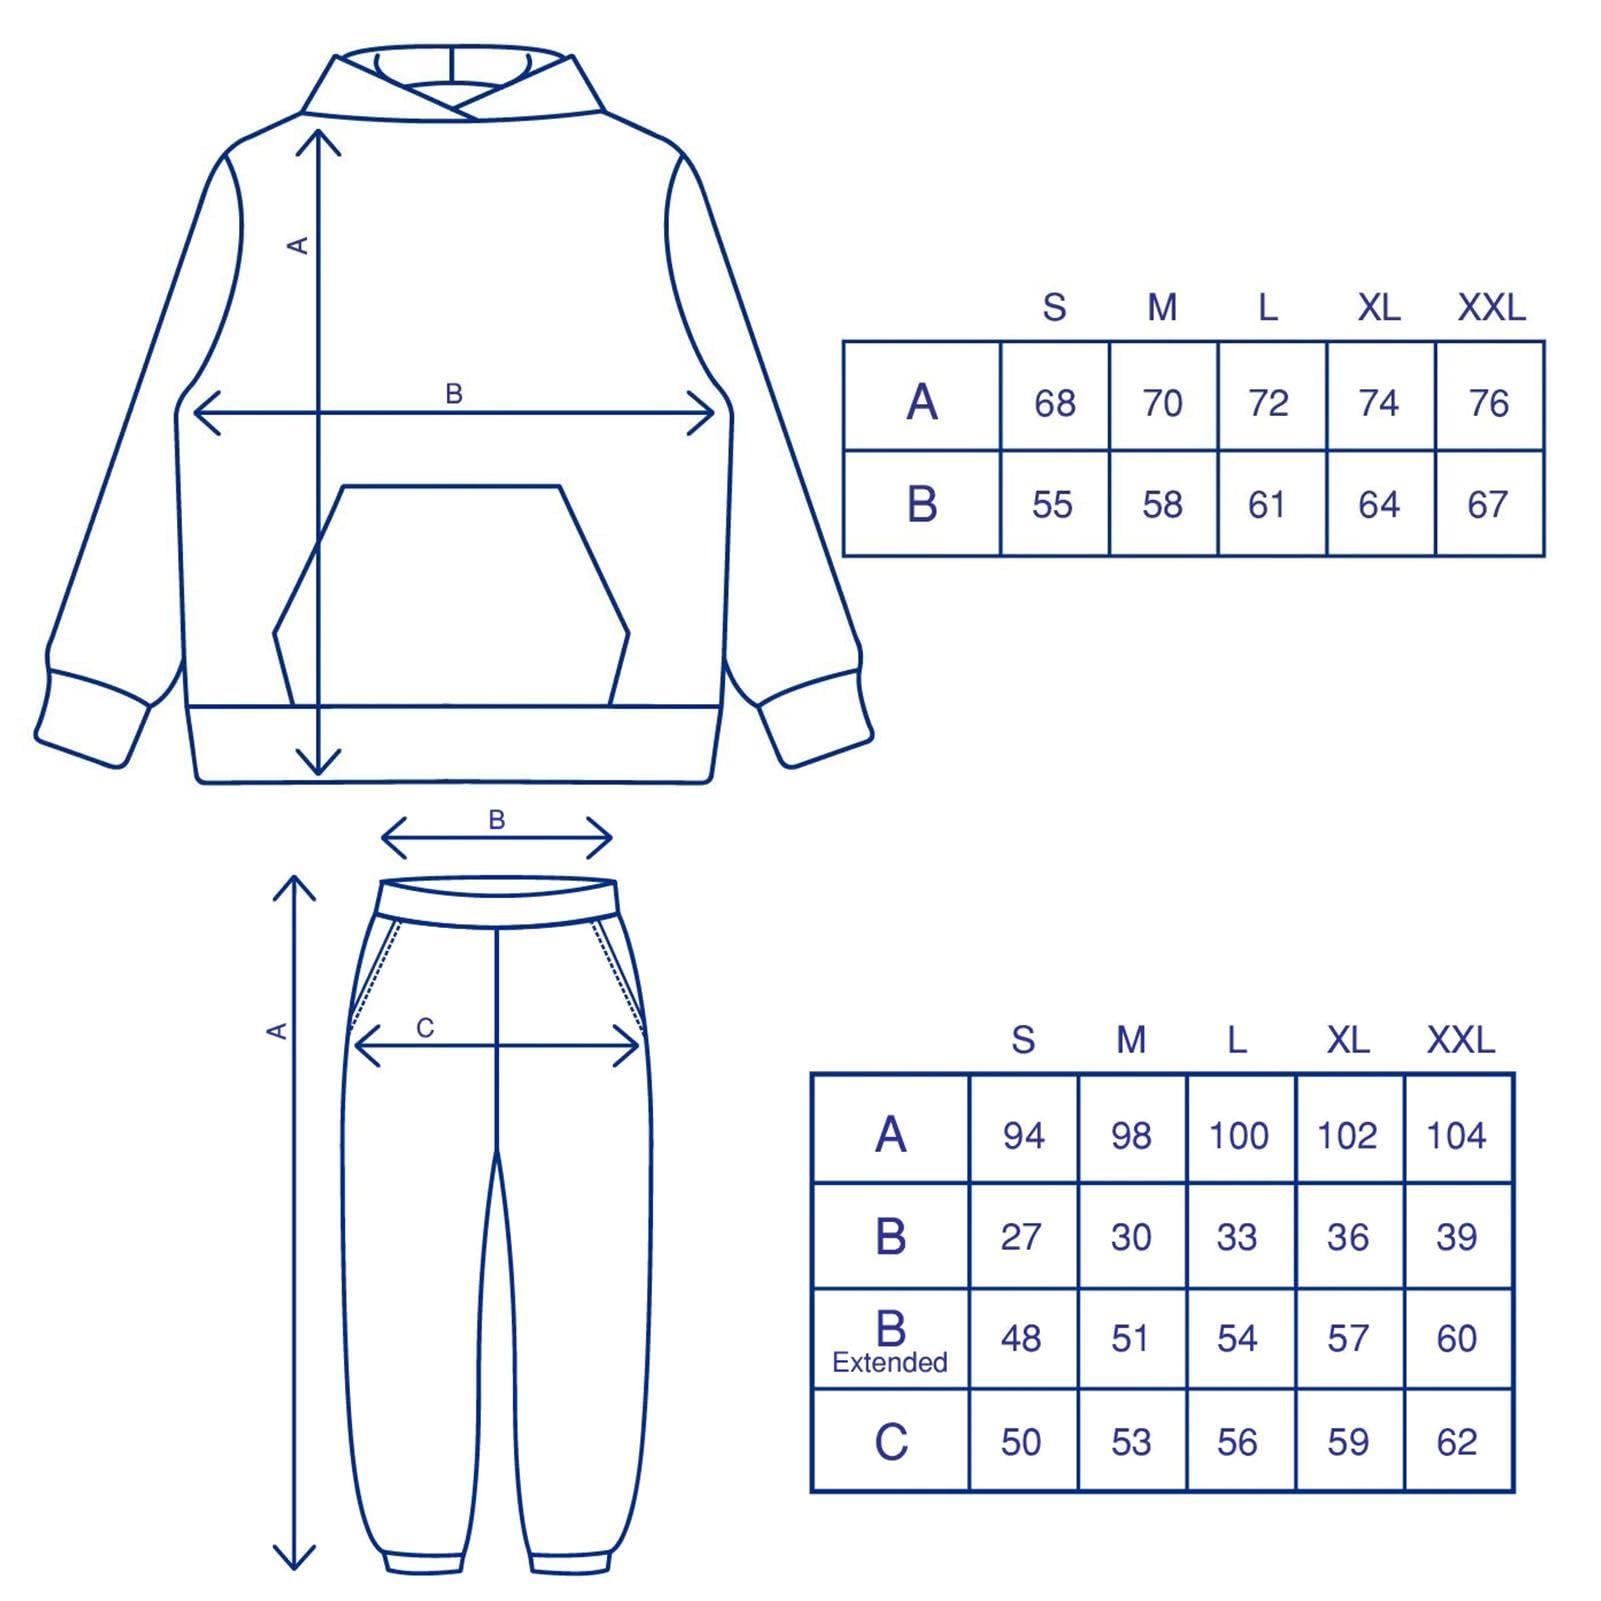 A
B
S M L XL XXL
A 68 70 72 74 76
B 55 58 61 64 67
B
A
C
S M L XL XXL
A 94 98 100 102 104
B 27 30 33 36 39
B Extended 48 51 54 57 60
C 50 53 56 59 62